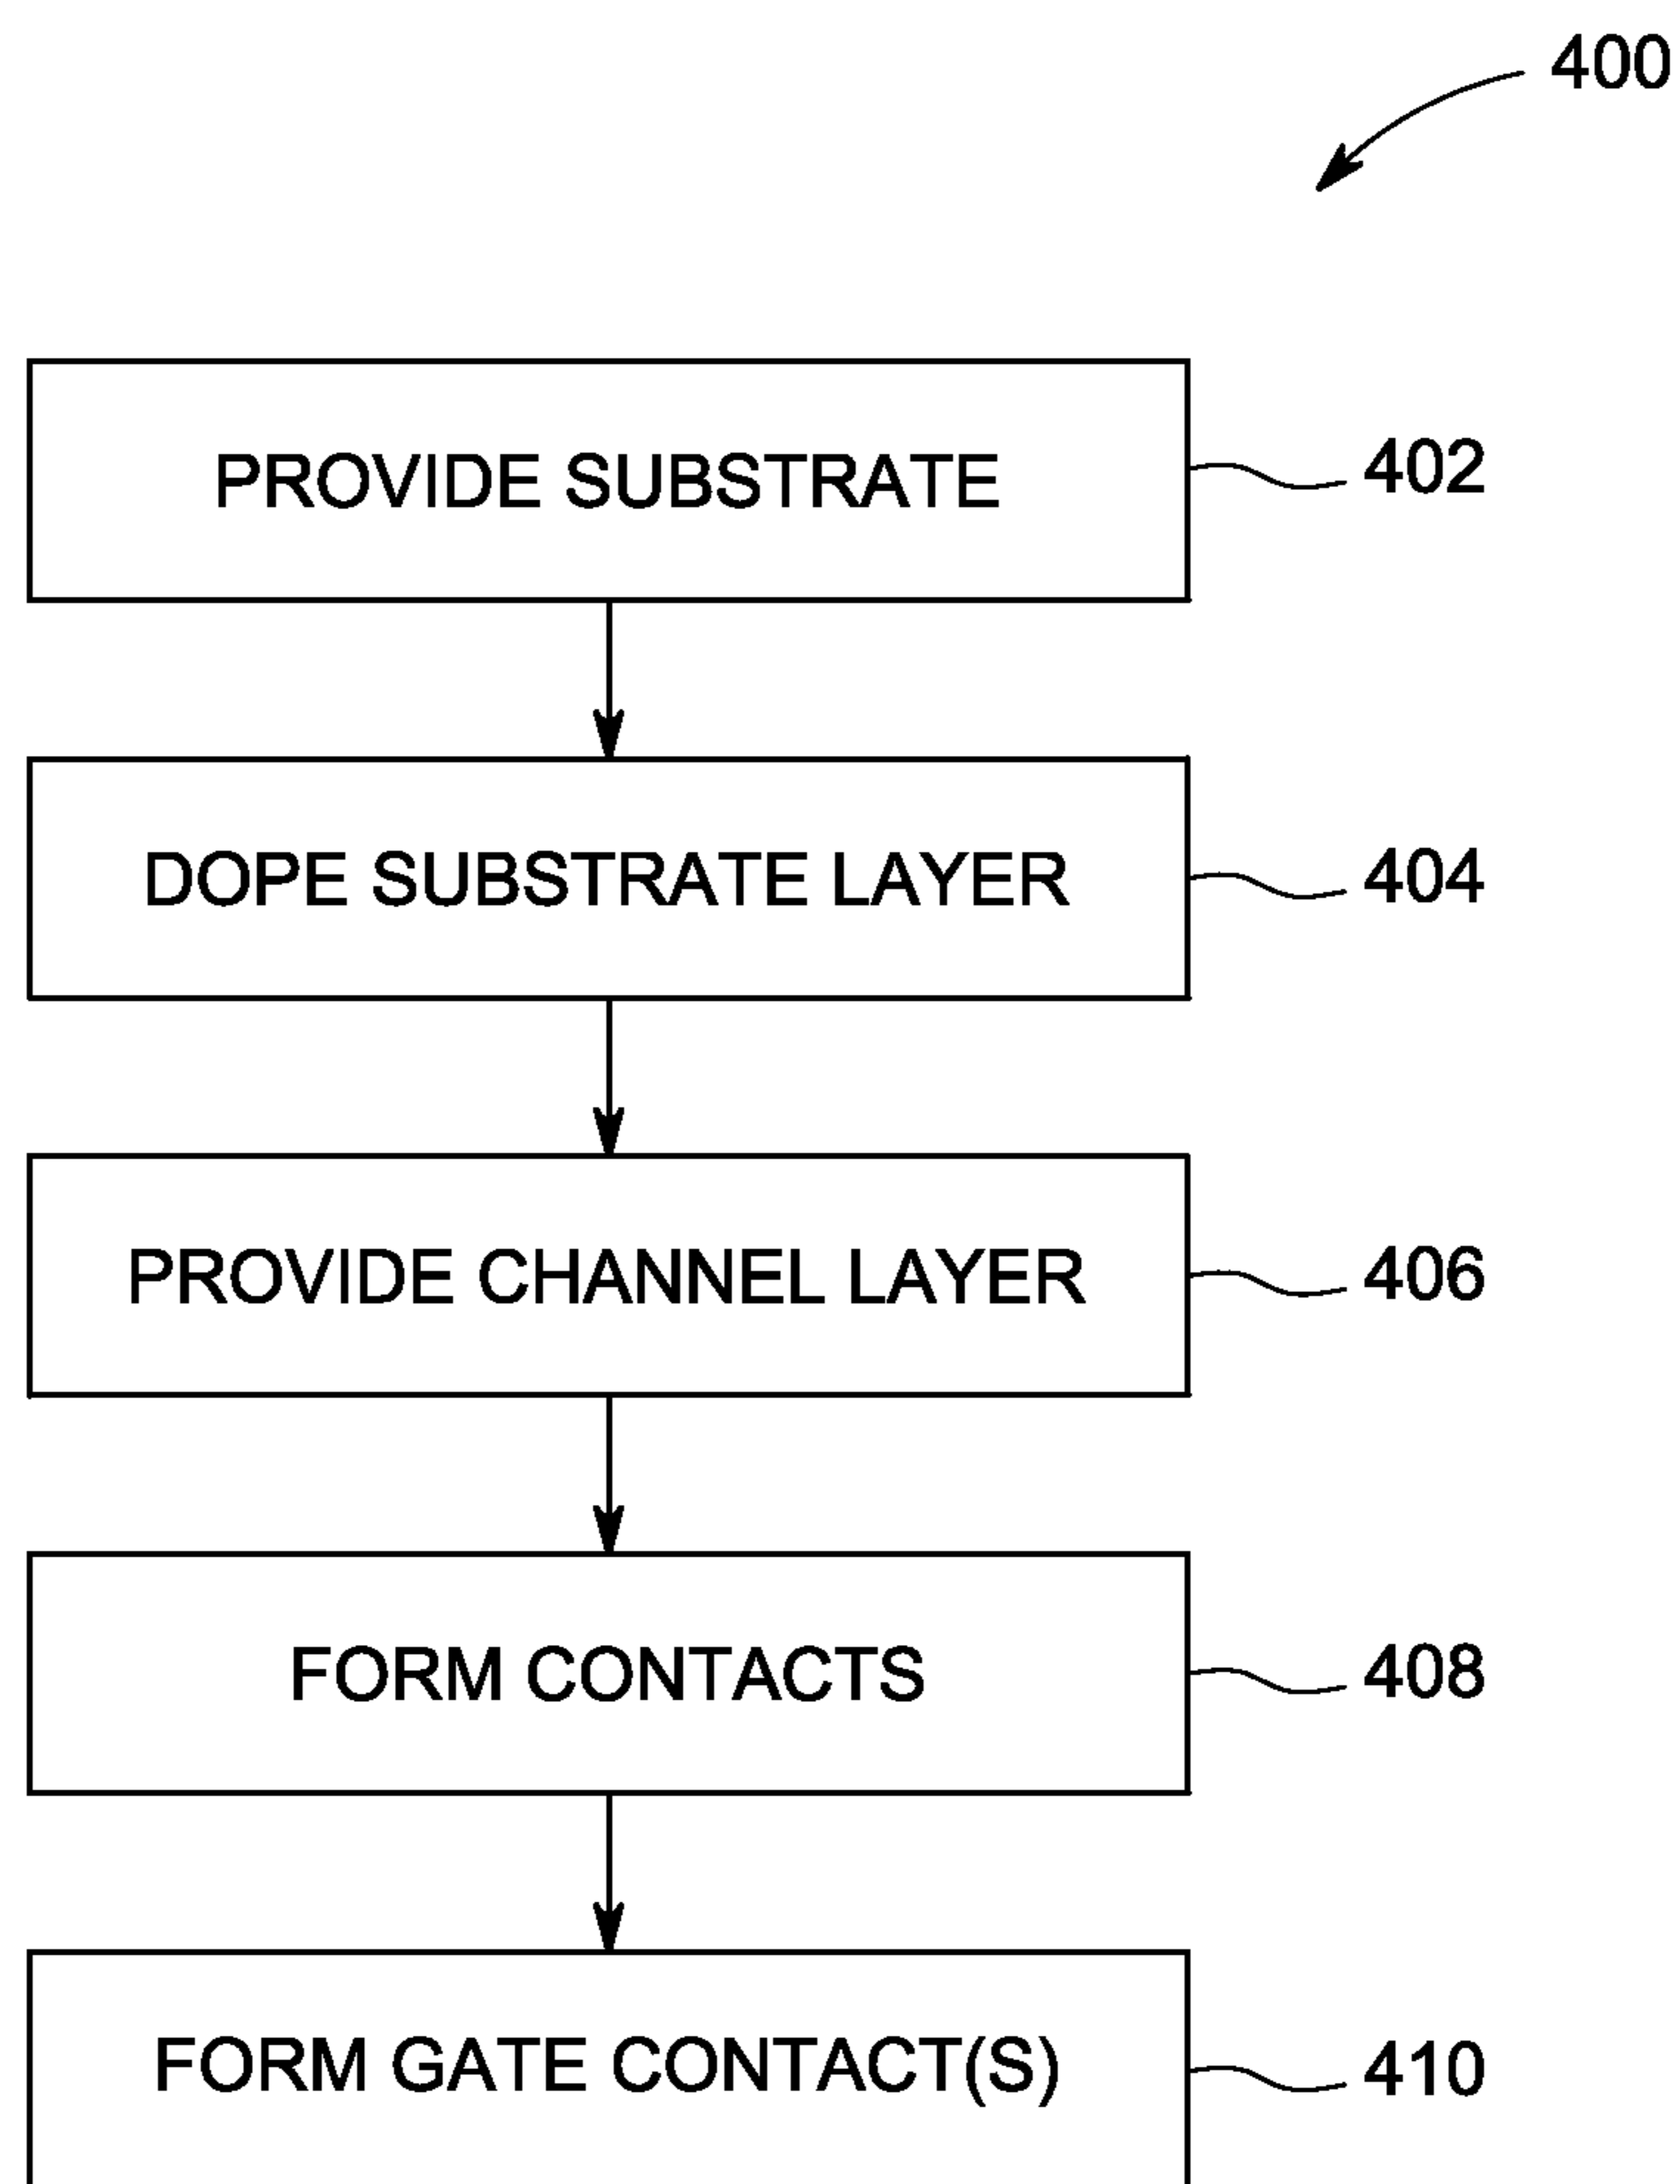 400
PROVIDE SUBSTRATE
402
DOPE SUBSTRATE LAYER
404
PROVIDE CHANNEL LAYER
406
FORM CONTACTS
408
FORM GATE CONTACT(S)
410